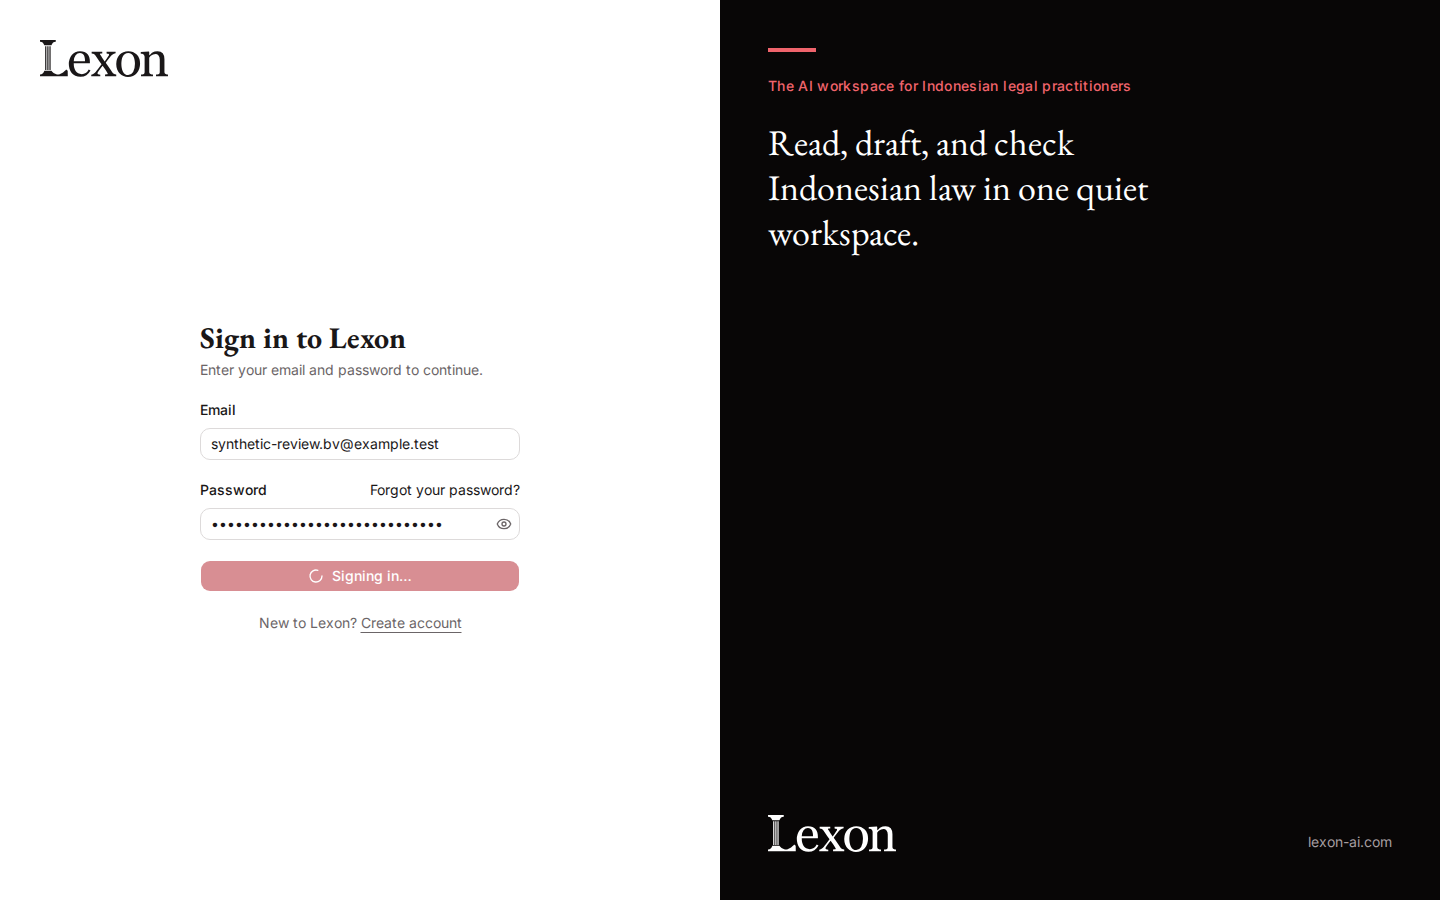 Lexon
Sign in to Lexon
Enter your email and password to continue.
Email
synthetic-review.bv@example.test
Password
Forgot your password?
•••••••••••••••••••••••••••••
Signing in...
New to Lexon? Create account
The AI workspace for Indonesian legal practitioners
Read, draft, and check
Indonesian law in one quiet
workspace.
Lexon
lexon-ai.com